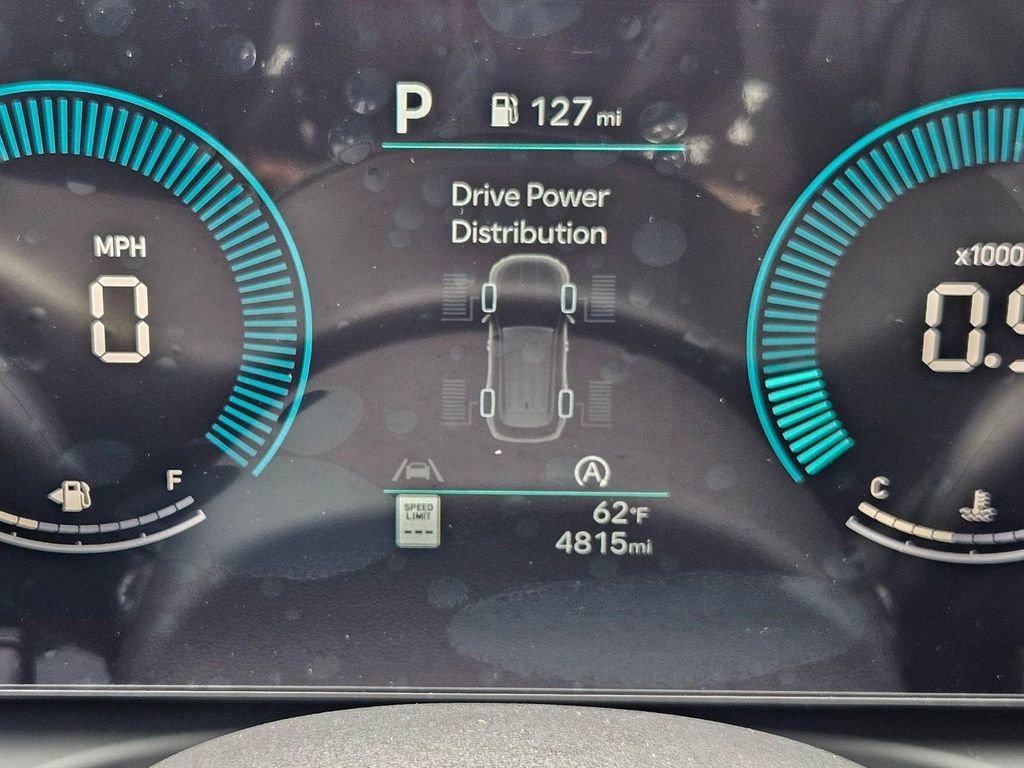 P 127 mi
Drive Power
Distribution
MPH
0
x1000
0.
F
C
A
SPEED
LIMIT
---
62°F
4815mi